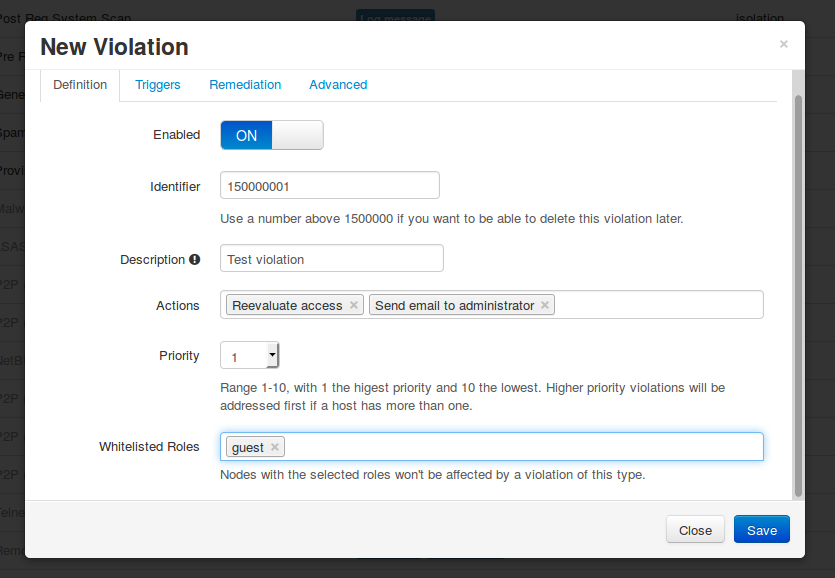 Post Reg System Scan Log message isolation
New Violation ×
Pre
Definition Triggers Remediation Advanced
Enabled ON
Identifier 150000001
Use a number above 1500000 if you want to be able to delete this violation later.
Description Test violation
Actions Reevaluate access × Send email to administrator ×
Priority 1
Range 1-10, with 1 the higest priority and 10 the lowest. Higher priority violations will be
addressed first if a host has more than one.
Whitelisted Roles guest ×
Nodes with the selected roles won't be affected by a violation of this type.
Close Save